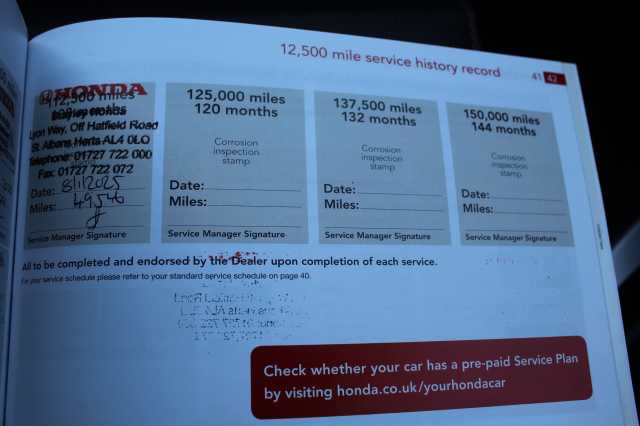 12,500 mile service history record
41 42
HONDA
112,500 miles
108 months
Honda
Lyon Way, Off Hatfield Road
St. Albans, Herts AL4 0LO
Telephone: 01727 722 000
Fax: 01727 722 072
Date: 8/1/2025
Miles: 49546
Service Manager Signature
125,000 miles
120 months
Corrosion
inspection
stamp
Date:
Miles:
Service Manager Signature
137,500 miles
132 months
Corrosion
inspection
stamp
Date:
Miles:
Service Manager Signature
150,000 miles
144 months
Corrosion
inspection
stamp
Date:
Miles:
Service Manager Signature
All to be completed and endorsed by the Dealer upon completion of each service.
For your service schedule please refer to your standard service schedule on page 40.
Check whether your car has a pre-paid Service Plan
by visiting honda.co.uk/yourhondacar